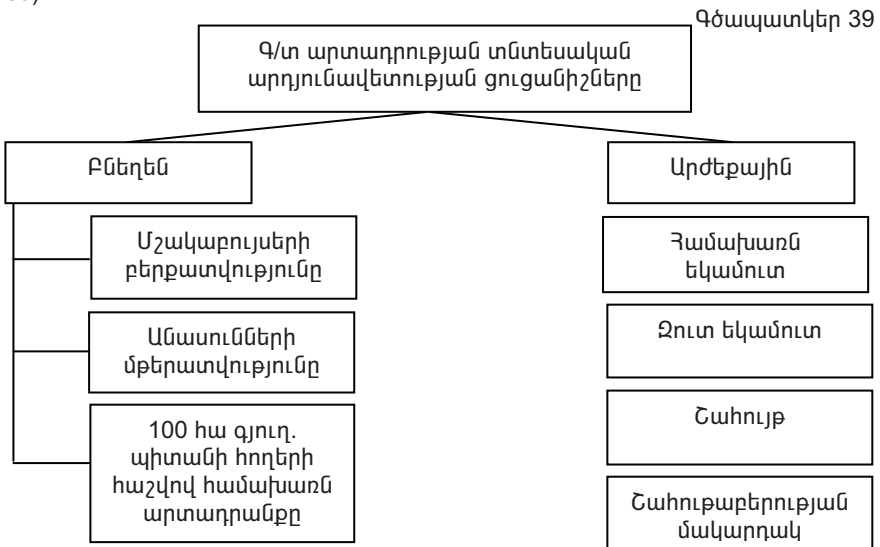 Գծապատկեր 39
Գ/տ արտադրության տնտեսական
արդյունավետության ցուցանիշները
Բնեղեն
Արժեքային
Մշակաբույսերի
բերքատվությունը
Անասունների
մթերատվությունը
100 հա գյուղ.
պիտանի հողերի
հաշվով համախառն
արտադրանքը
Համախառն
եկամուտ
Զուտ եկամուտ
Շահույթ
Շահութաբերության
մակարդակ